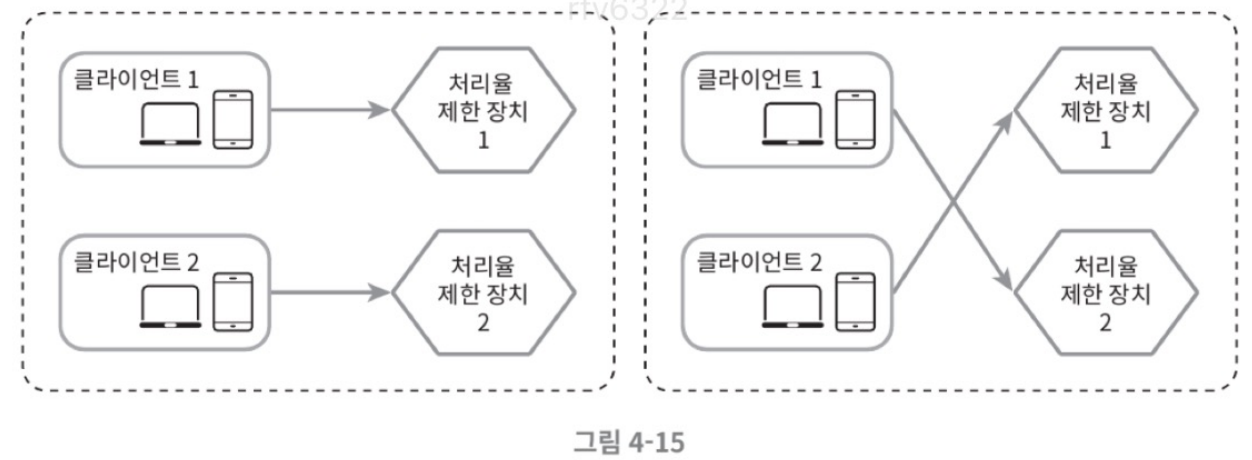 rtv6322
클라이언트 1
처리율
제한 장치
1
클라이언트 2
처리율
제한 장치
2
클라이언트 1
처리율
제한 장치
1
클라이언트 2
처리율
제한 장치
2
그림 4-15